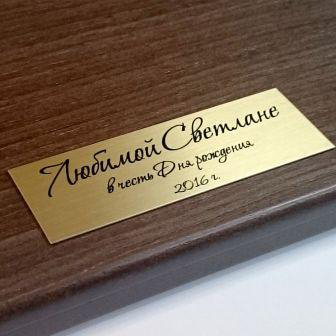 Любимой Светлане
в честь Дня рождения
2016 г.